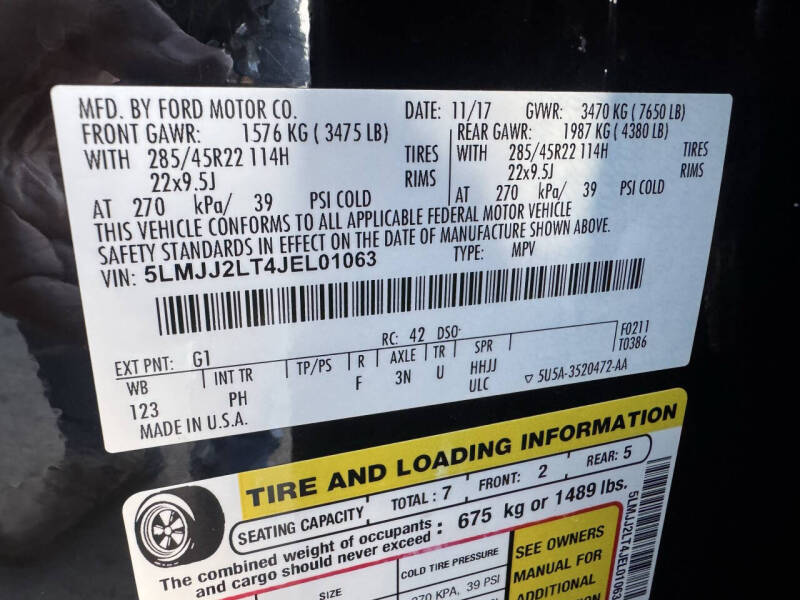 MFD. BY FORD MOTOR CO. DATE: 11/17 GVWR: 3470 KG ( 7650 LB)
FRONT GAWR: 1576 KG ( 3475 LB) REAR GAWR: 1987 KG ( 4380 LB)
WITH 285/45R22 114H TIRES WITH 285/45R22 114H TIRES
22x9.5J RIMS 22x9.5J RIMS
AT 270 kPa/ 39 PSI COLD AT 270 kPa/ 39 PSI COLD
THIS VEHICLE CONFORMS TO ALL APPLICABLE FEDERAL MOTOR VEHICLE
SAFETY STANDARDS IN EFFECT ON THE DATE OF MANUFACTURE SHOWN ABOVE.
VIN: 5LMJJ2LT4JEL01063 TYPE: MPV
EXT PNT: G1 RC: 42 DSO: F0211
T0386
WB INT TR TP/PS R AXLE TR SPR
123 PH F 3N U HHJJ
ULC
MADE IN U.S.A. ▽ 5U5A-3520472-AA
TIRE AND LOADING INFORMATION
SEATING CAPACITY TOTAL : 7 FRONT: 2 REAR: 5
The combined weight of occupants and cargo should never exceed : 675 kg or 1489 lbs.
SIZE COLD TIRE PRESSURE
270 KPA, 39 PSI
SEE OWNERS
MANUAL FOR
ADDITIONAL
5LMJJ2LT4JEL01063